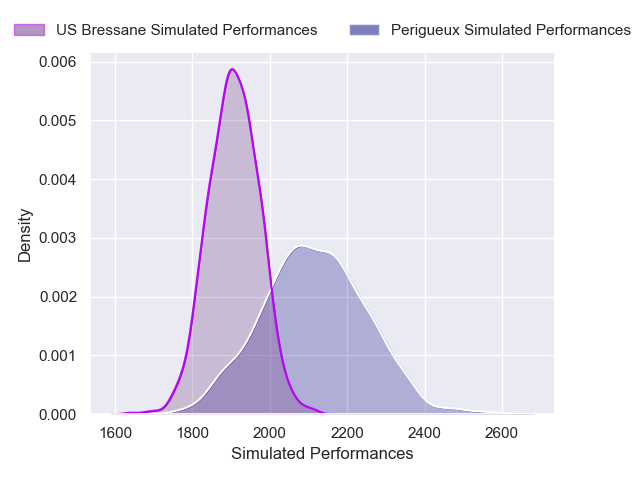 US Bressane Simulated Performances Perigueux Simulated Performances
0.006
0.005
0.004
0.003
0.002
0.001
0.000
Density
1600 1800 2000 2200 2400 2600
Simulated Performances